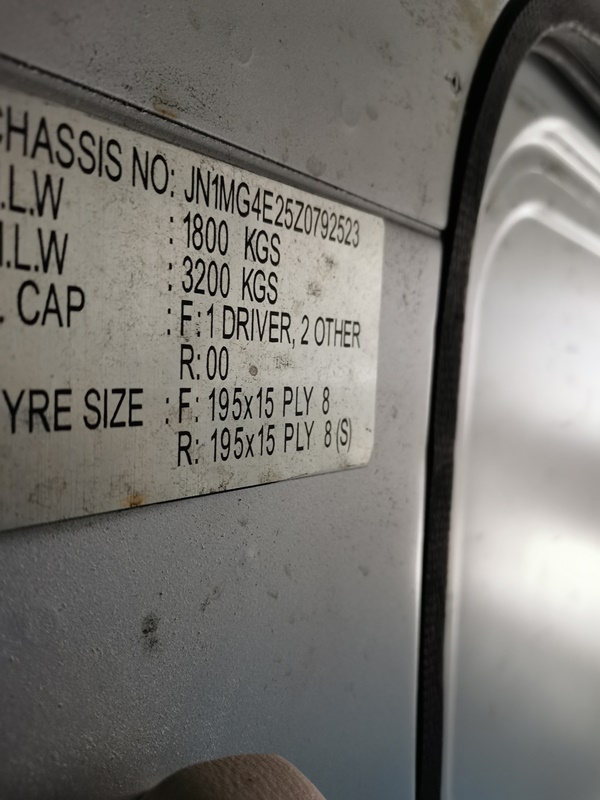 CHASSIS NO: JN1MG4E25Z0792523
.L.W : 1800 KGS
.L.W : 3200 KGS
. CAP : F: 1 DRIVER, 2 OTHER
R: 00
YRE SIZE : F: 195x15 PLY 8
R: 195x15 PLY 8 (S)